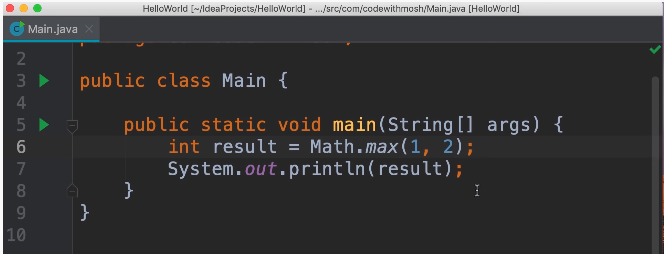 HelloWorld [~/IdeaProjects/HelloWorld] - .../src/com/codewithmosh/Main.java [HelloWorld]
Main.java
2
3 public class Main {
4
5 public static void main(String[] args) {
6 int result = Math.max(1, 2);
7 System.out.println(result);
8 }
9 }
10